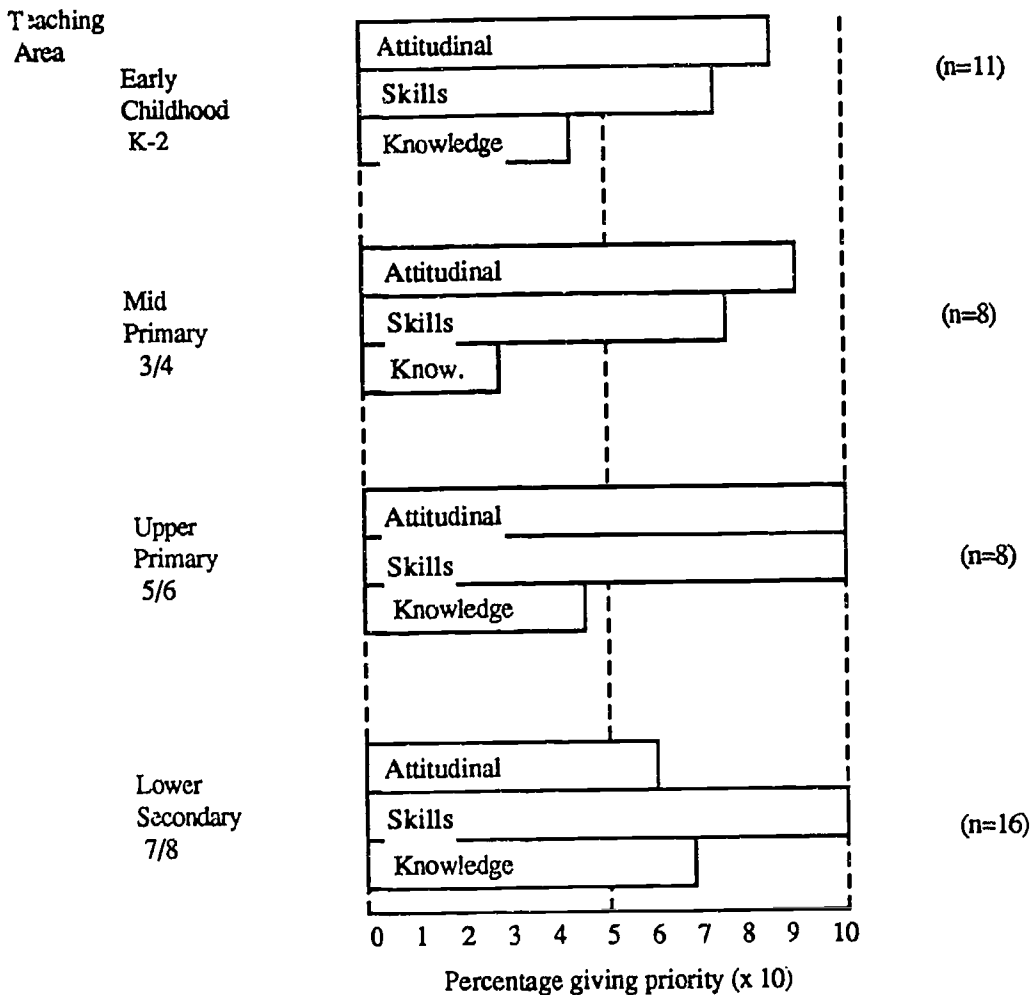 Teaching
Area
Early
Childhood
K-2
Attitudinal
Skills
Knowledge
(n=11)
Mid
Primary
3/4
Attitudinal
Skills
Know.
(n=8)
Upper
Primary
5/6
Attitudinal
Skills
Knowledge
(n=8)
Lower
Secondary
7/8
Attitudinal
Skills
Knowledge
(n=16)
0 1 2 3 4 5 6 7 8 9 10
Percentage giving priority (x 10)